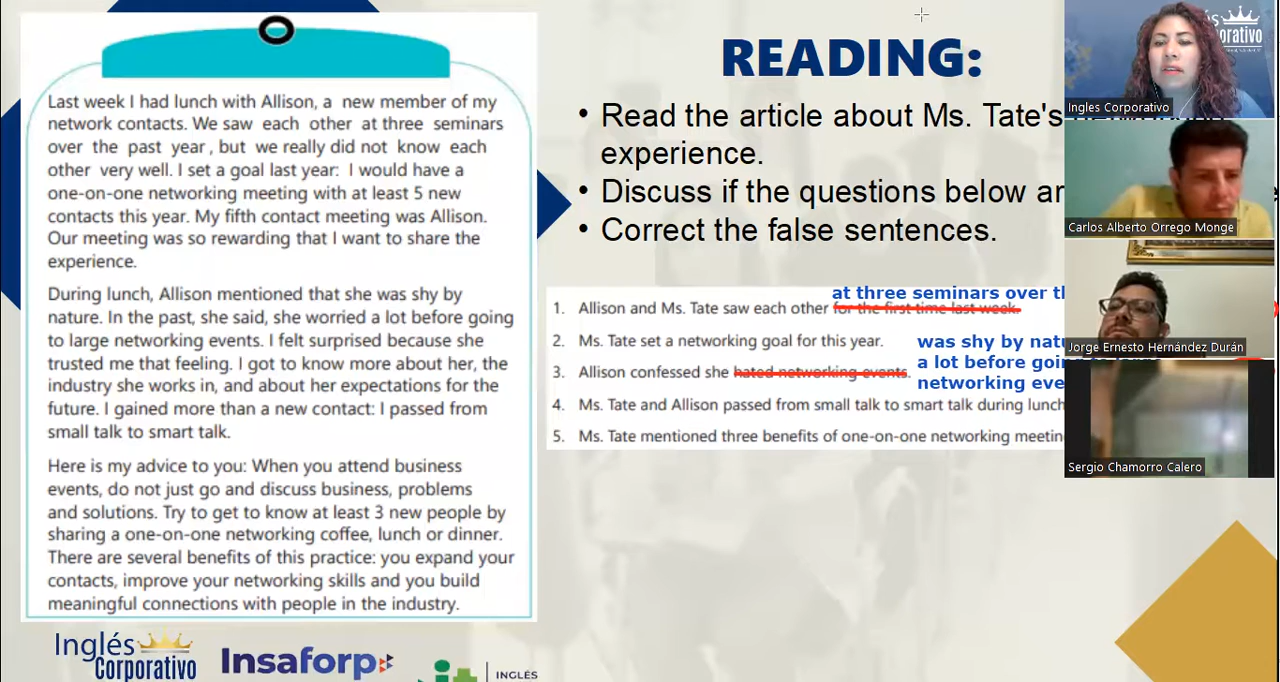 Last week I had lunch with Allison, a new member of my
network contacts. We saw each other at three seminars
over the past year, but we really did not know each
other very well. I set a goal last year: I would have a
one-on-one networking meeting with at least 5 new
contacts this year. My fifth contact meeting was Allison.
Our meeting was so rewarding that I want to share the
experience.
During lunch, Allison mentioned that she was shy by
nature. In the past, she said, she worried a lot before going
to large networking events. I felt surprised because she
trusted me that feeling. I got to know more about her, the
industry she works in, and about her expectations for the
future. I gained more than a new contact: I passed from
small talk to smart talk.
Here is my advice to you: When you attend business
events, do not just go and discuss business, problems
and solutions. Try to get to know at least 3 new people by
sharing a one-on-one networking coffee, lunch or dinner.
There are several benefits of this practice: you expand your
contacts, improve your networking skills and you build
meaningful connections with people in the industry.
Inglés
Corporativo
Insaforp
INGLÉS
READING:
• Read the article about Ms. Tate's
experience.
• Discuss if the questions below
• Correct the false sentences.
at three seminars over
1. Allison and Ms. Tate saw each other for the first time last week.
2. Ms. Tate set a networking goal for this year.
was shy by
3. Allison confessed she hated networking events.
a lot before
networking
4. Ms. Tate and Allison passed from small talk to smart talk during lunch
5. Ms. Tate mentioned three benefits of one-on-one networking
Ingles Corporativo
Carlos Alberto Orrego Monge
Jorge Ernesto Hernández Durán
Sergio Chamorro Calero